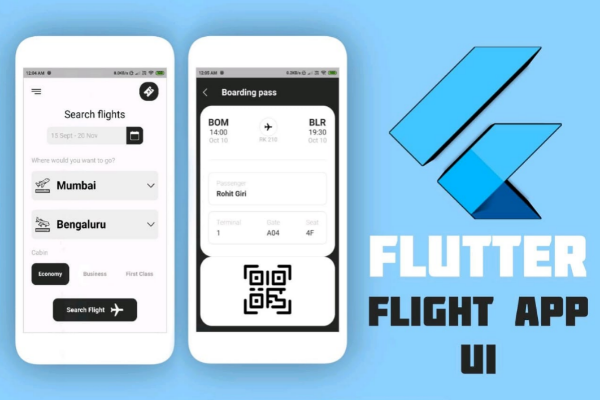 12:04 AM
Search flights
15 Sept - 20 Nov
Where would you want to go?
Mumbai
Bengaluru
Cabin
Economy Business First Class
Search Flight
12:05 AM
Boarding pass
BOM BLR
14:00 19:30
Oct 10 PK 210 Oct 10
Passenger
Rohit Giri
Terminal Gate Seat
1 A04 4F
FLUTTER
FLIGHT APP
UI